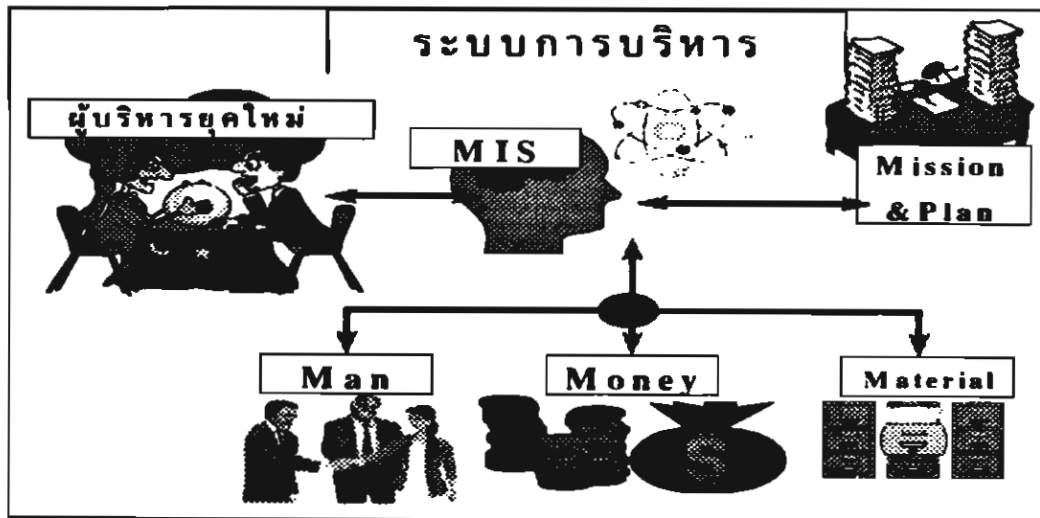 ระบบการบริหาร
ผู้บริหารยุคใหม่
MIS
Mission
& Plan
Man
Money
Material
$